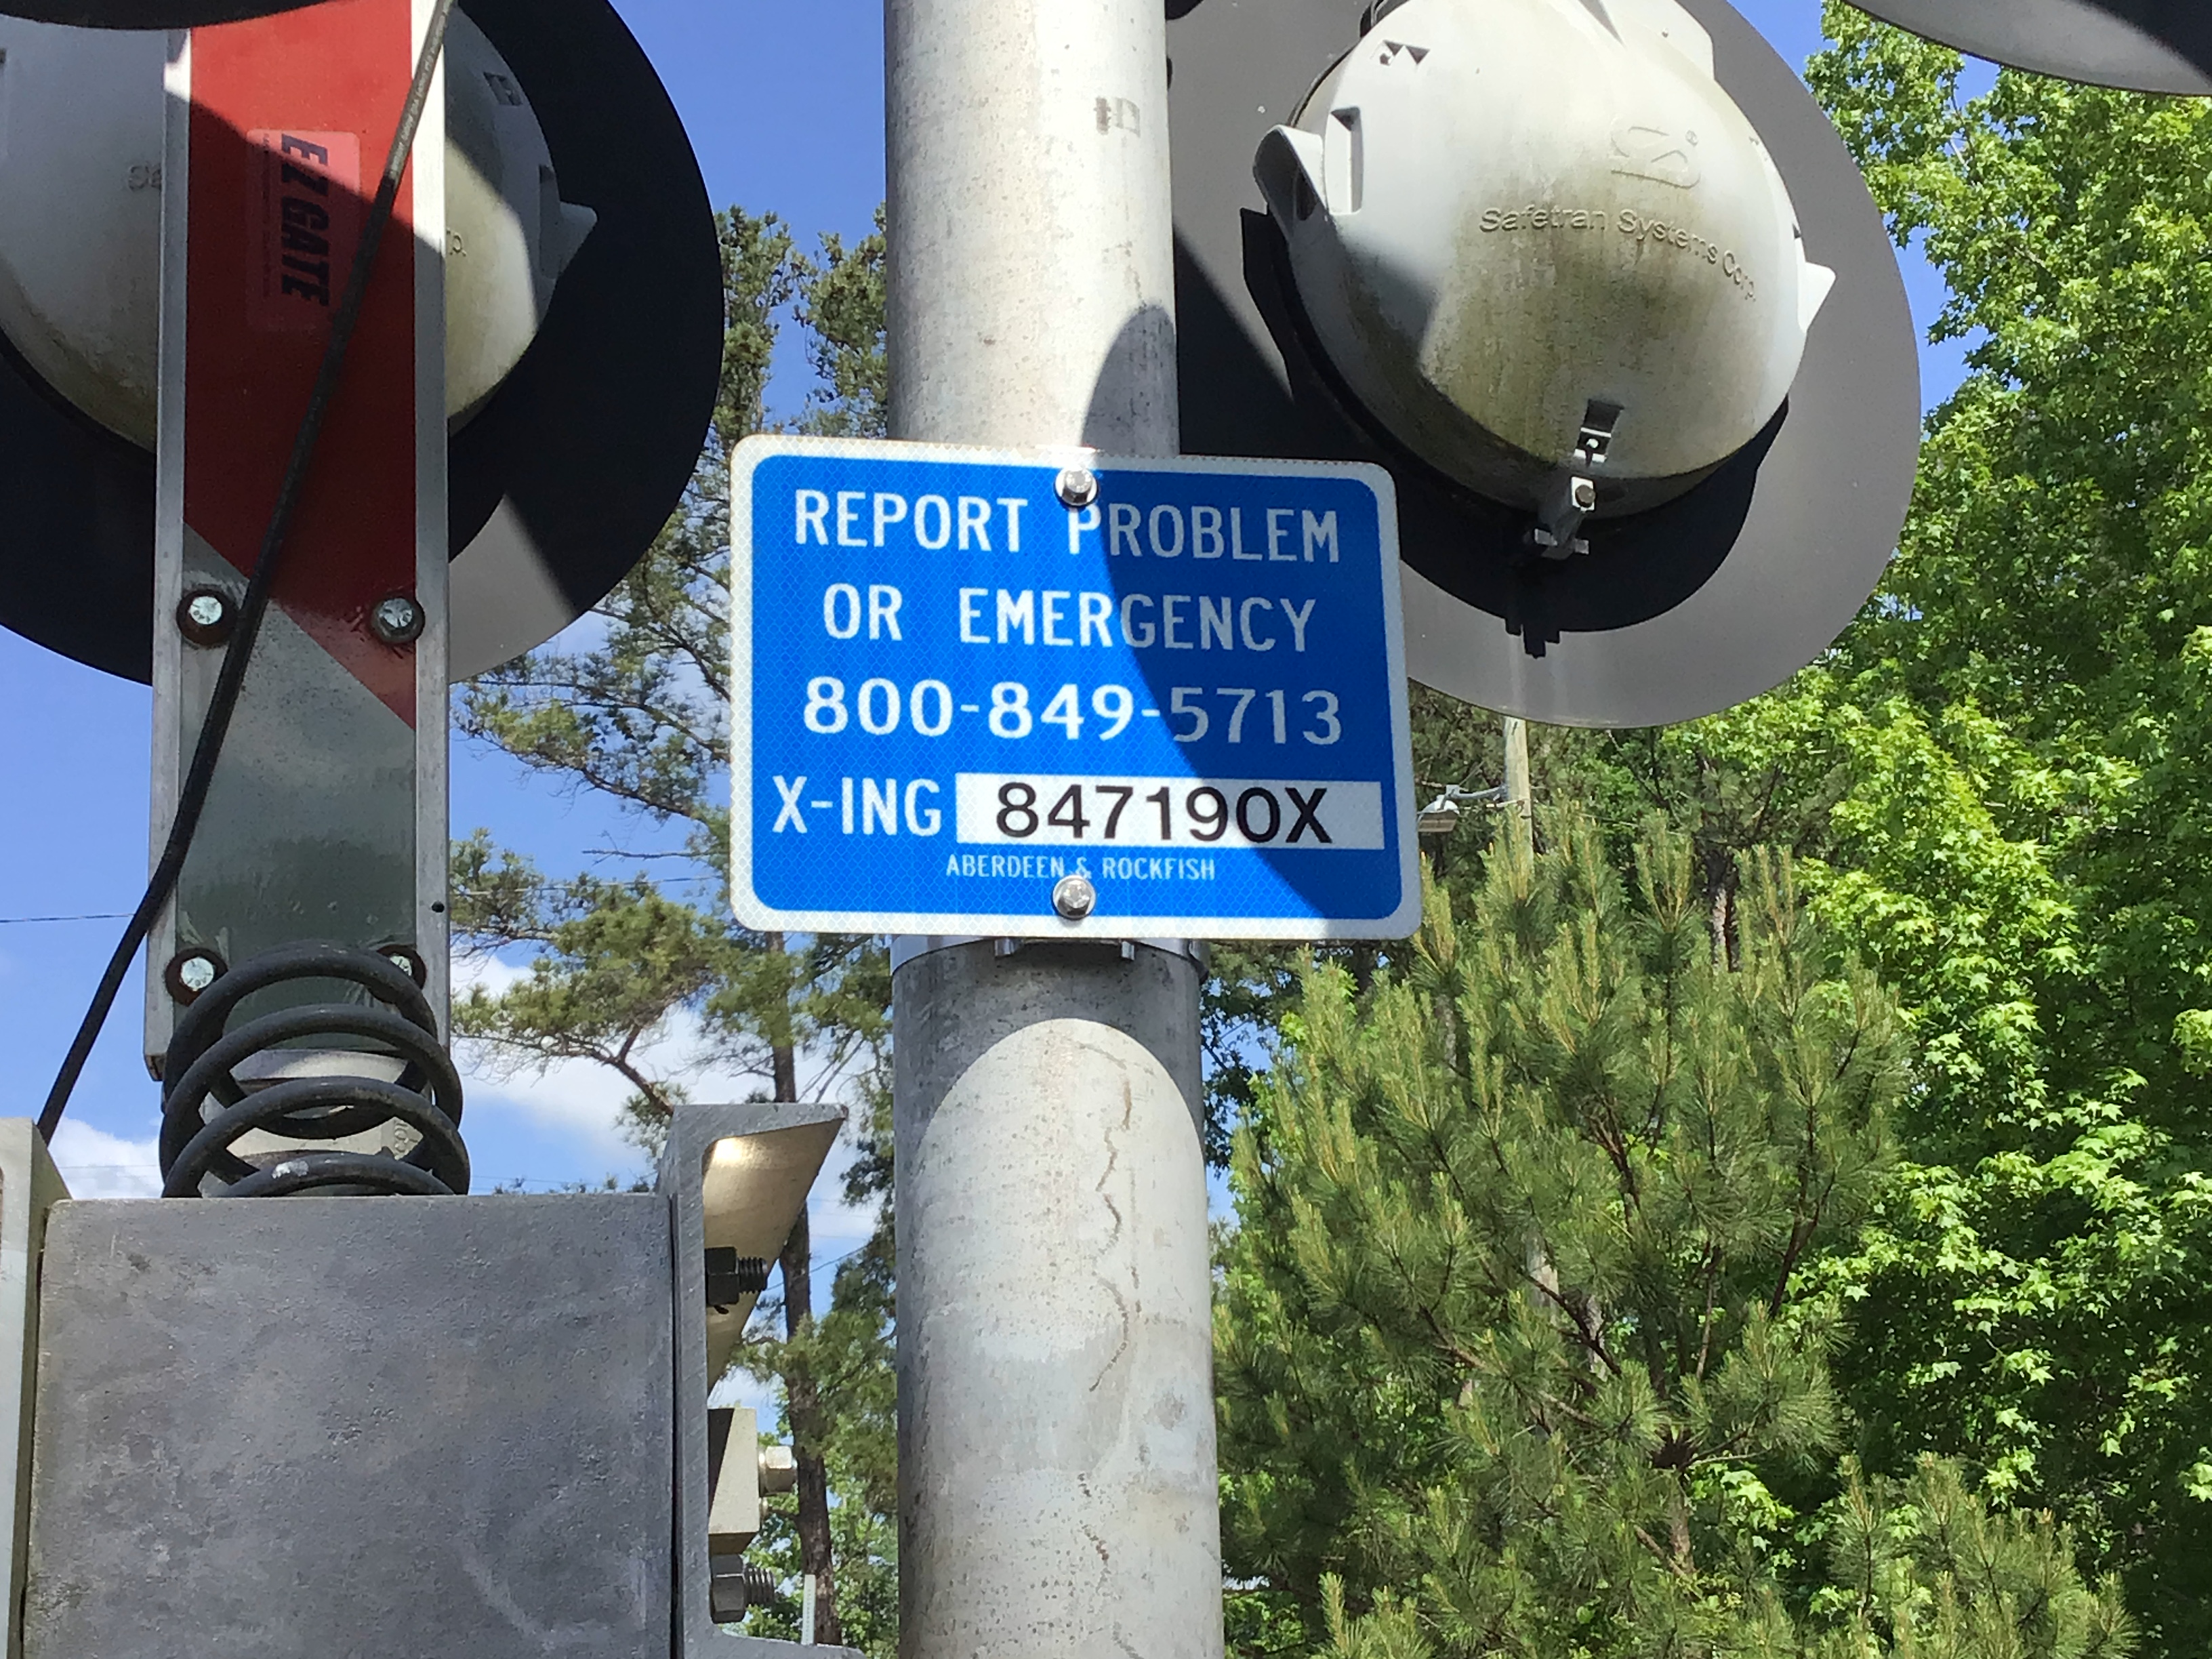 EZ GATE
Safetran Systems Corp.
REPORT PROBLEM
OR EMERGENCY
800-849-5713
X-ING 847190X
ABERDEEN & ROCKFISH